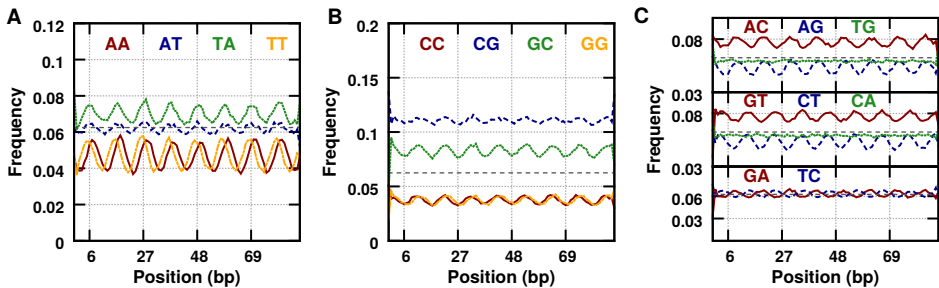 A
Frequency
0.12
0.1
0.08
0.06
0.04
0.02
0
AA AT TA TT
6 27 48 69
Position (bp)
B
Frequency
0.2
0.15
0.1
0.05
0
CC CG GC GG
6 27 48 69
Position (bp)
C
Frequency
AC AG TG
0.08
0.03
GT CT CA
0.08
0.03
GA TC
0.06
0.03
6 27 48 69
Position (bp)